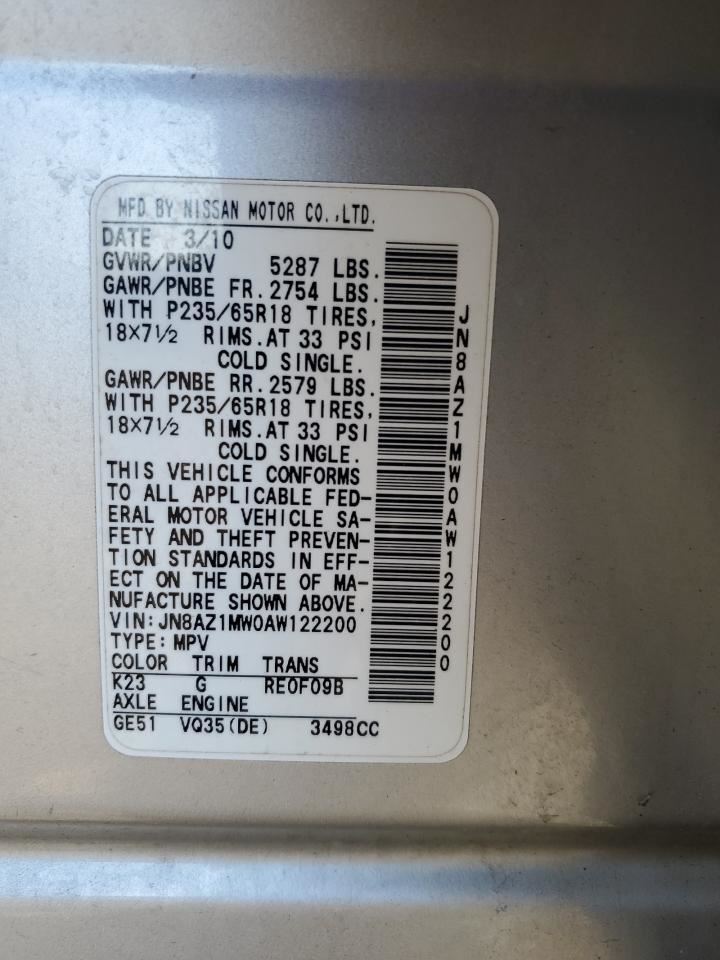 MFD BY NISSAN MOTOR CO.,LTD.
DATE 3/10
GVWR/PNBV 5287 LBS.
GAWR/PNBE FR. 2754 LBS.
WITH P235/65R18 TIRES,
18×7½ RIMS. AT 33 PSI
COLD SINGLE.
GAWR/PNBE RR. 2579 LBS.
WITH P235/65R18 TIRES,
18×7½ RIMS. AT 33 PSI
COLD SINGLE.
THIS VEHICLE CONFORMS
TO ALL APPLICABLE FED-
ERAL MOTOR VEHICLE SA-
FETY AND THEFT PREVEN-
TION STANDARDS IN EFF-
ECT ON THE DATE OF MA-
NUFACTURE SHOWN ABOVE.
VIN: JN8AZ1MW0AW122200
TYPE: MPV
COLOR TRIM TRANS
K23 G RE0F09B
AXLE ENGINE
GE51 VQ35(DE) 3498CC
JN8AZ1MW0AW122200